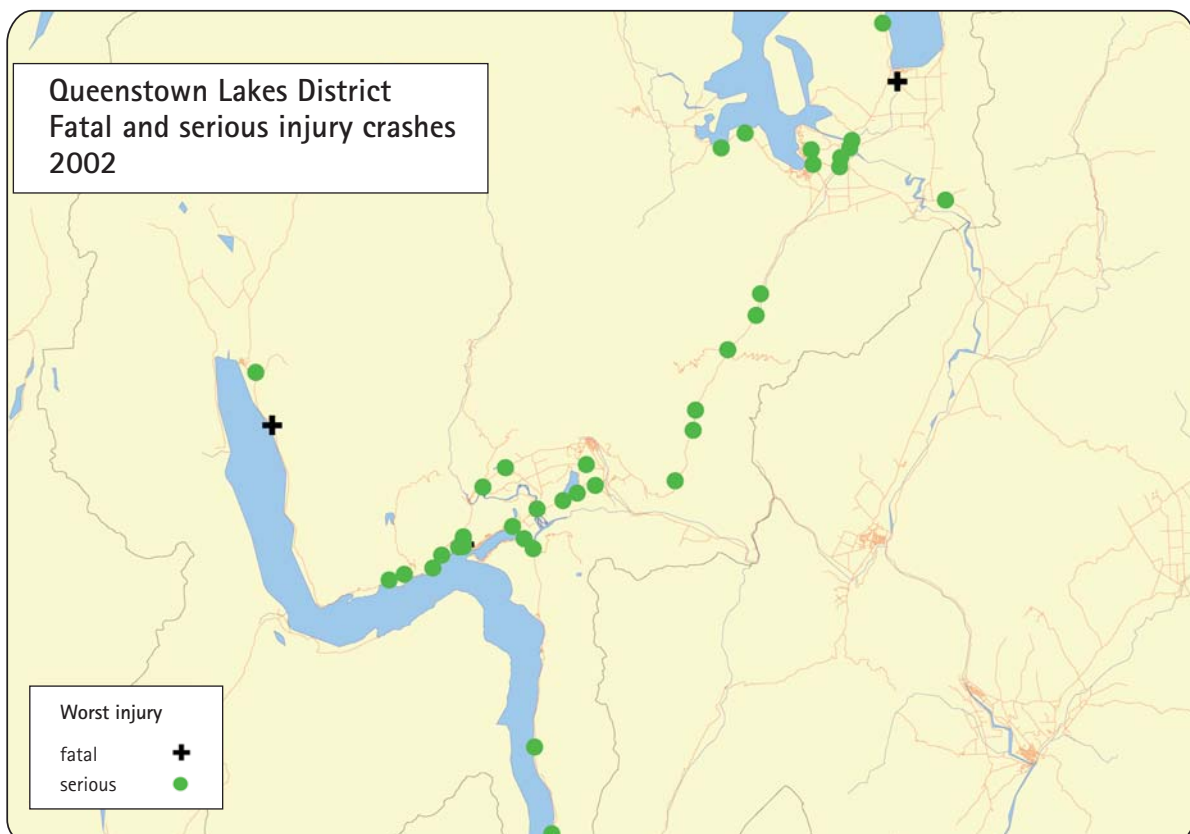 Queenstown Lakes District
Fatal and serious injury crashes
2002
Worst injury
fatal
serious